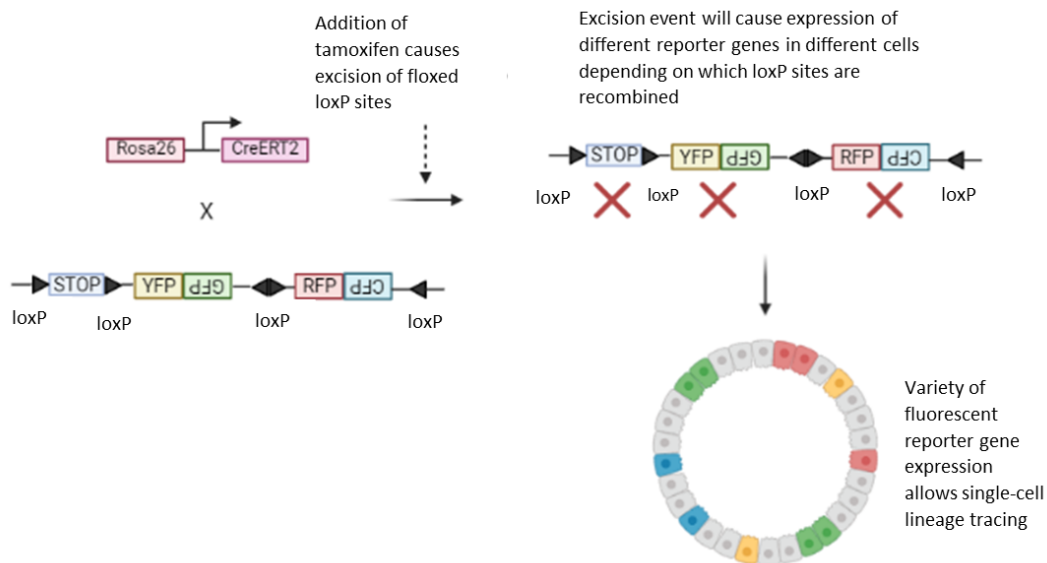 Addition of
tamoxifen causes
excision of floxed
loxP sites
Excision event will cause expression of
different reporter genes in different cells
depending on which loxP sites are
recombined
Rosa26 CreERT2
X
STOP YFP GFP RFP CFP
loxP loxP loxP loxP
STOP YFP GFP RFP CFP
loxP loxP loxP loxP
Variety of
fluorescent
reporter gene
expression
allows single-cell
lineage tracing